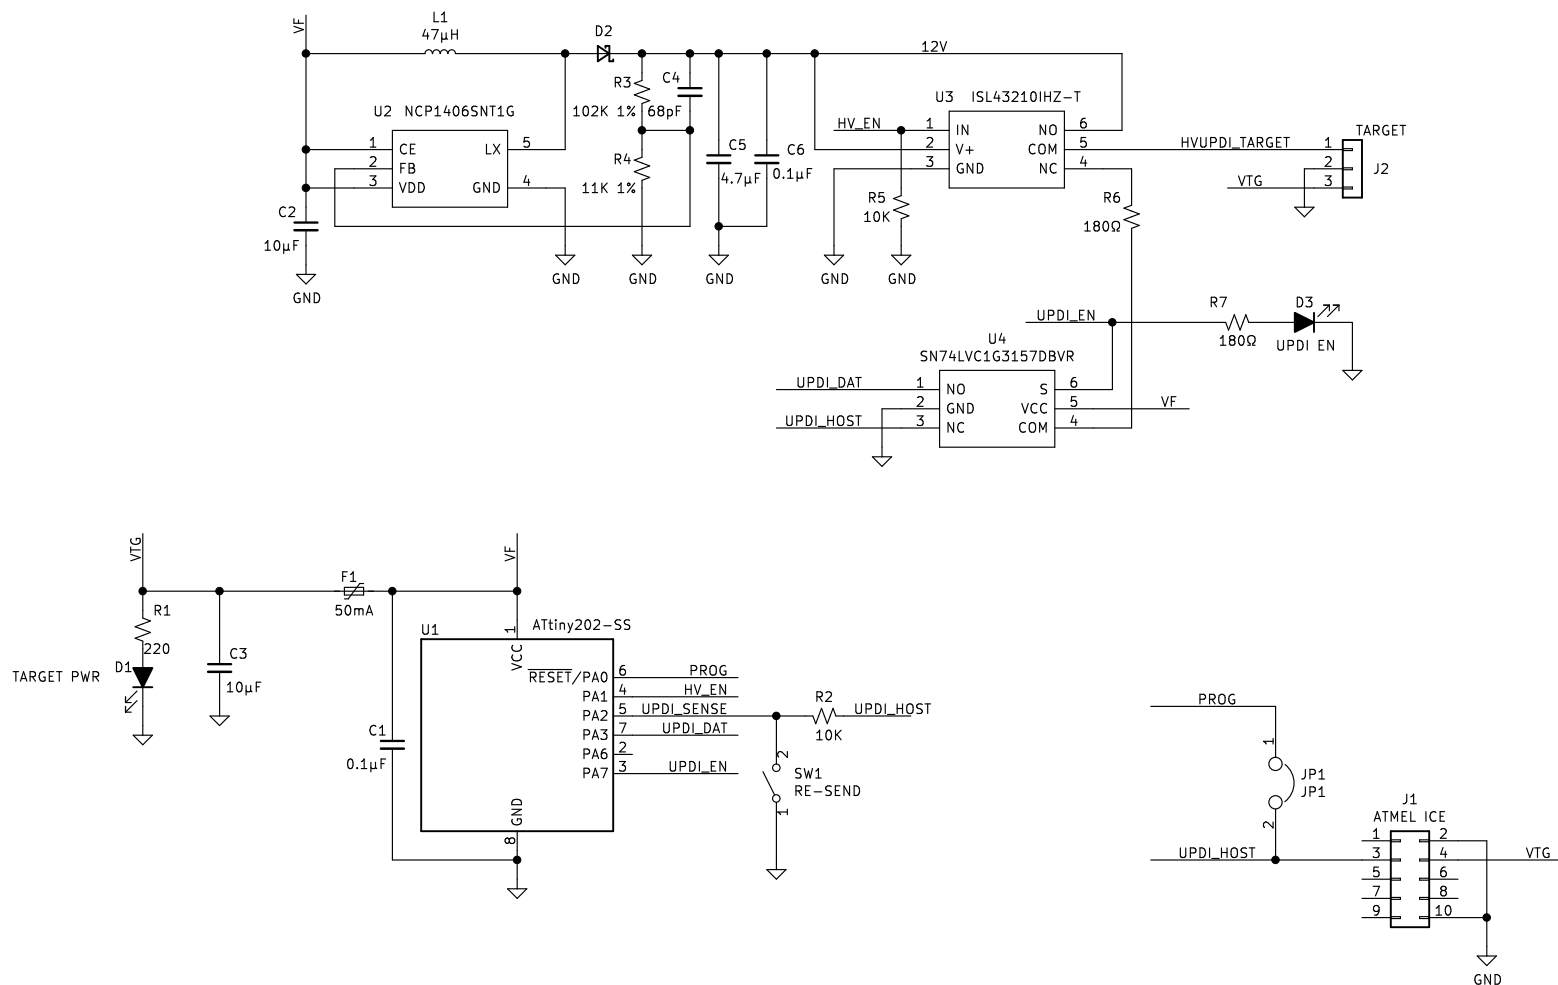 VF
L1
47µH
D2
12V
R3
102K 1%
C4
68pF
U2 NCP1406SNT1G
1 CE
2 FB
3 VDD
LX 5
GND 4
R4
11K 1%
C5
4.7µF
C6
0.1µF
C2
10µF
GND
GND
GND
GND
GND
GND
U3 ISL43210IHZ-T
HV_EN
1 IN
2 V+
3 GND
NO 6
COM 5
NC 4
R5
10K
HVUPDI_TARGET
VTG
TARGET
1
2
3
J2
R6
180Ω
UPDI_EN
R7
180Ω
D3
UPDI EN
U4
SN74LVC1G3157DBVR
UPDI_DAT
UPDI_HOST
1 NO
2 GND
3 NC
S 6
VCC 5
COM 4
VF
VTG
R1
220
D1
TARGET PWR
C3
10µF
F1
50mA
VF
C1
0.1µF
U1
ATtiny202-SS
1
VCC
RESET/PA0 6 PROG
PA1 4 HV_EN
PA2 5 UPDI_SENSE
PA3 7 UPDI_DAT
PA6 2
PA7 3 UPDI_EN
GND
8
R2
10K
UPDI_HOST
2
SW1
RE-SEND
1
PROG
1
JP1
JP1
2
UPDI_HOST
J1
ATMEL ICE
1 2
3 4
5 6
7 8
9 10
VTG
GND